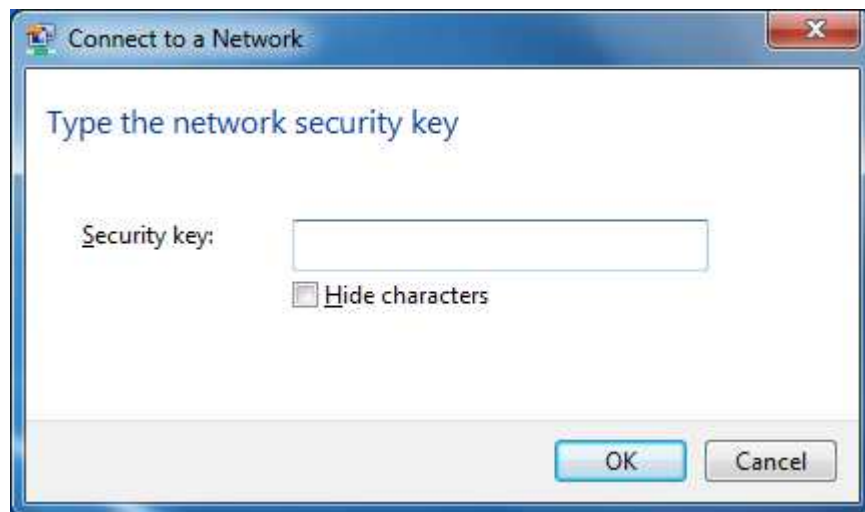 Connect to a Network
Type the network security key
Security key:
Hide characters
OK Cancel